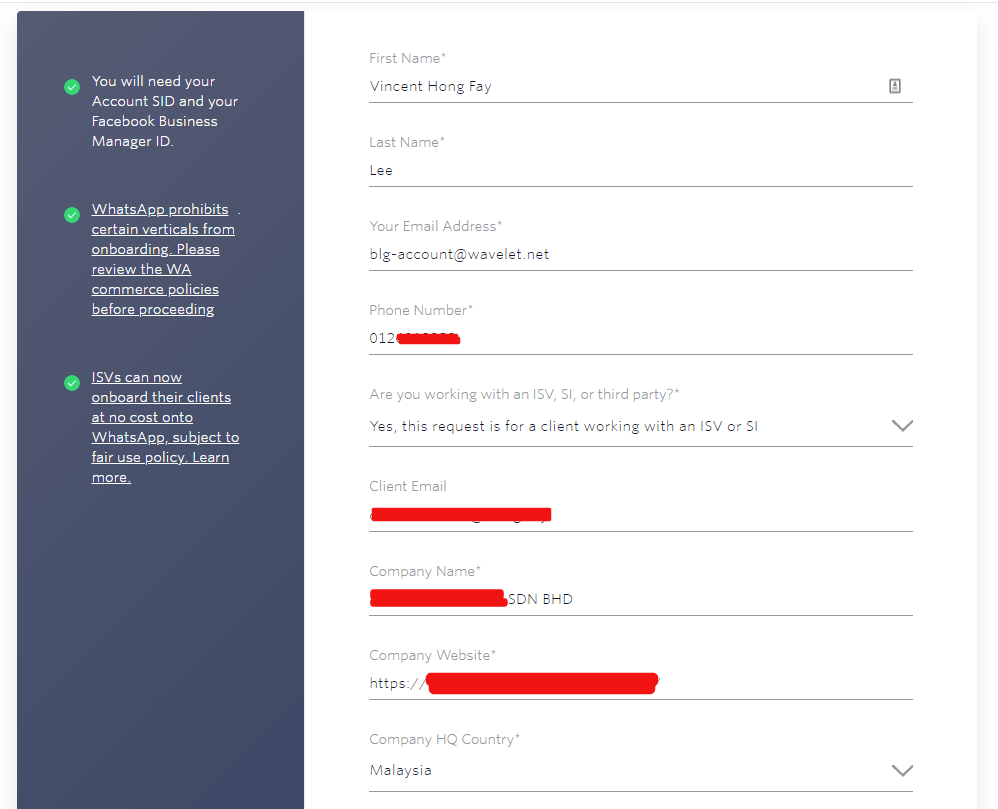 You will need your
Account SID and your
Facebook Business
Manager ID.
WhatsApp prohibits .
certain verticals from
onboarding. Please
review the WA
commerce policies
before proceeding
ISVs can now
onboard their clients
at no cost onto
WhatsApp, subject to
fair use policy. Learn
more.
First Name*
Vincent Hong Fay
Last Name*
Lee
Your Email Address*
blg-account@wavelet.net
Phone Number*
012
Are you working with an ISV, SI, or third party?*
Yes, this request is for a client working with an ISV or SI
Client Email
Company Name*
SDN BHD
Company Website*
https://
Company HQ Country*
Malaysia